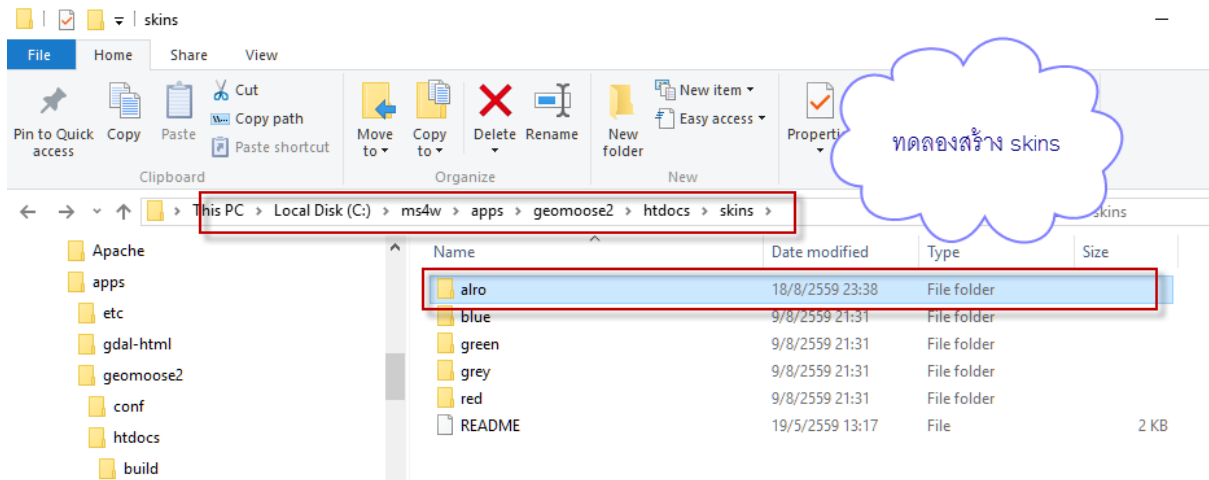 skins
File Home Share View
Pin to Quick access
Copy
Paste
Cut
Copy path
Paste shortcut
Clipboard
Move to
Copy to
Delete
Rename
Organize
New folder
New item
Easy access
New
Properti
ทดลองสร้าง skins
This PC > Local Disk (C:) > ms4w > apps > geomoose2 > htdocs > skins >
skins
Name Date modified Type Size
Apache
apps
etc
gdal-html
geomoose2
conf
htdocs
build
alro 18/8/2559 23:38 File folder
blue 9/8/2559 21:31 File folder
green 9/8/2559 21:31 File folder
grey 9/8/2559 21:31 File folder
red 9/8/2559 21:31 File folder
README 19/5/2559 13:17 File 2 KB